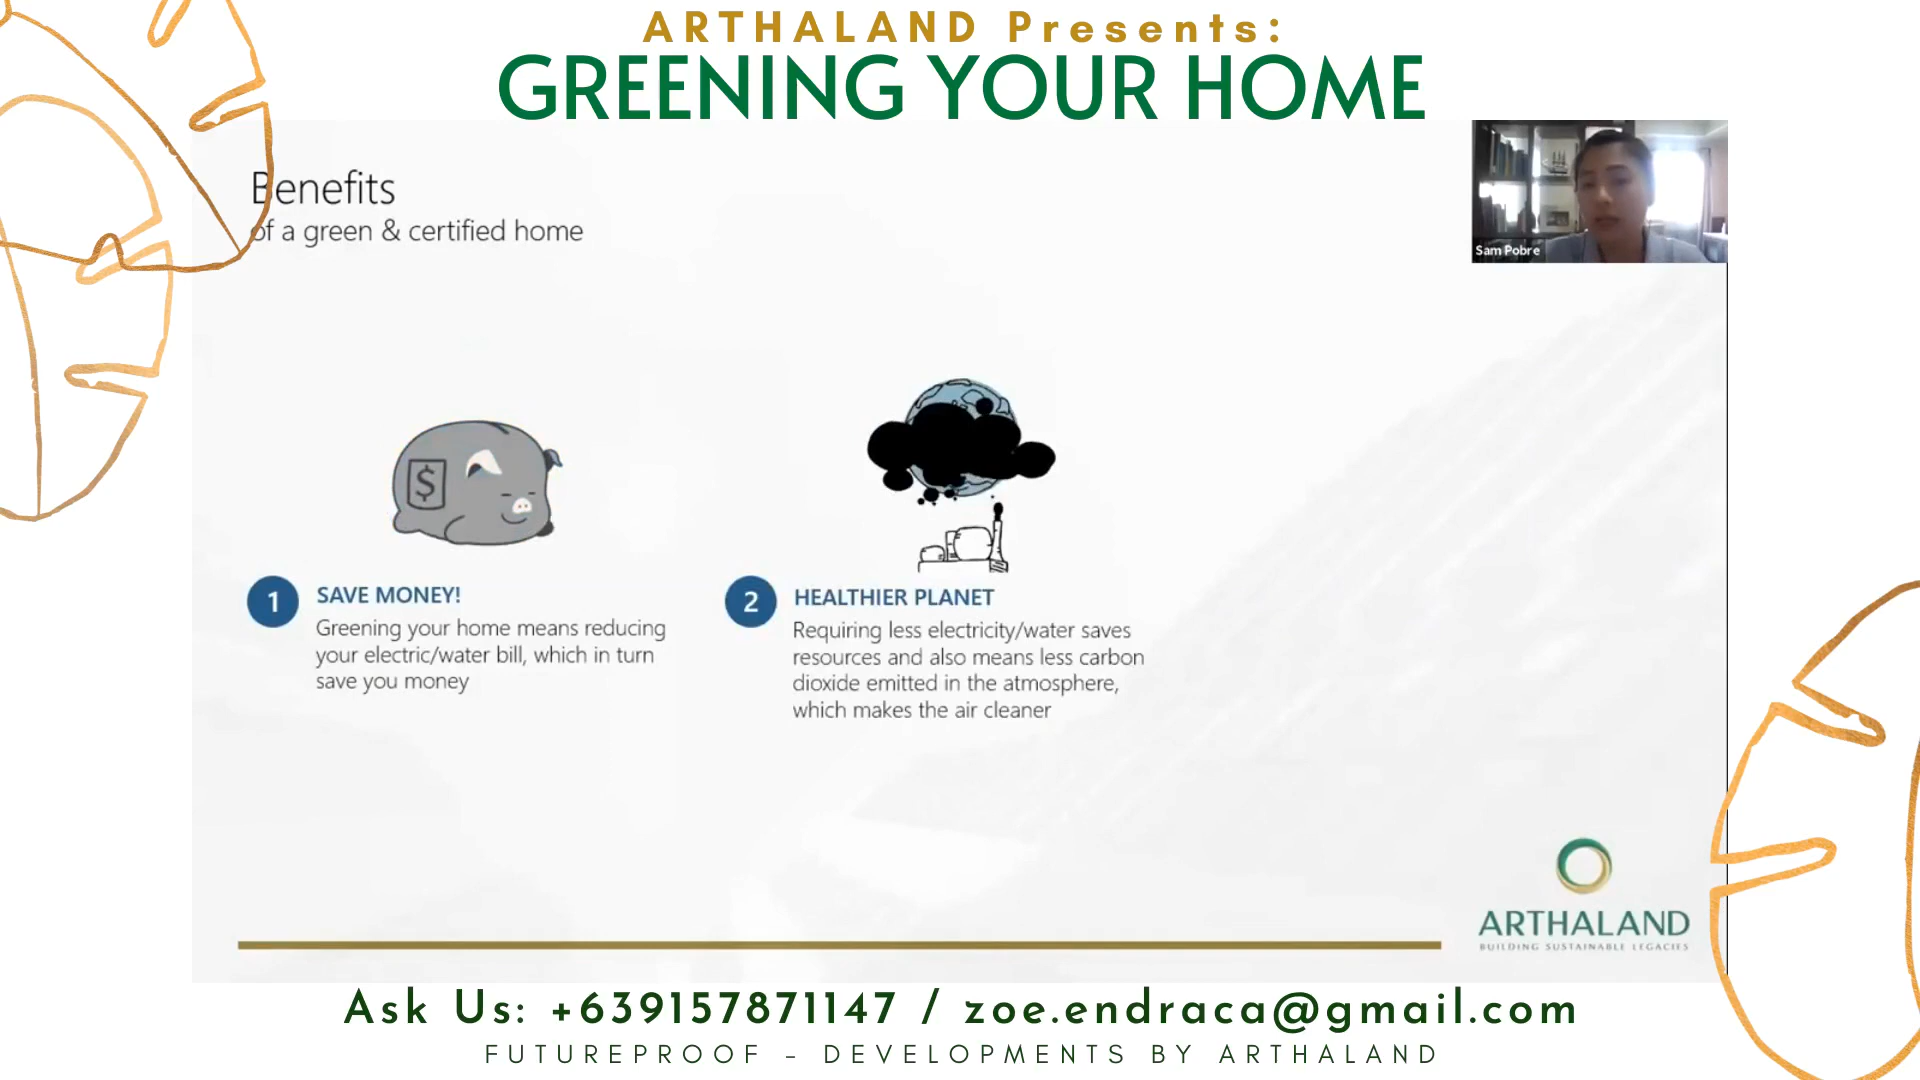 ARTHALAND Presents:
GREENING YOUR HOME
Benefits
of a green & certified home
Sam Pobre
$
1
SAVE MONEY!
Greening your home means reducing
your electric/water bill, which in turn
save you money
2
HEALTHIER PLANET
Requiring less electricity/water saves
resources and also means less carbon
dioxide emitted in the atmosphere,
which makes the air cleaner
ARTHALAND
BUILDING SUSTAINABLE LEGACIES
Ask Us: +639157871147 / zoe.endraca@gmail.com
FUTUREPROOF – DEVELOPMENTS BY ARTHALAND